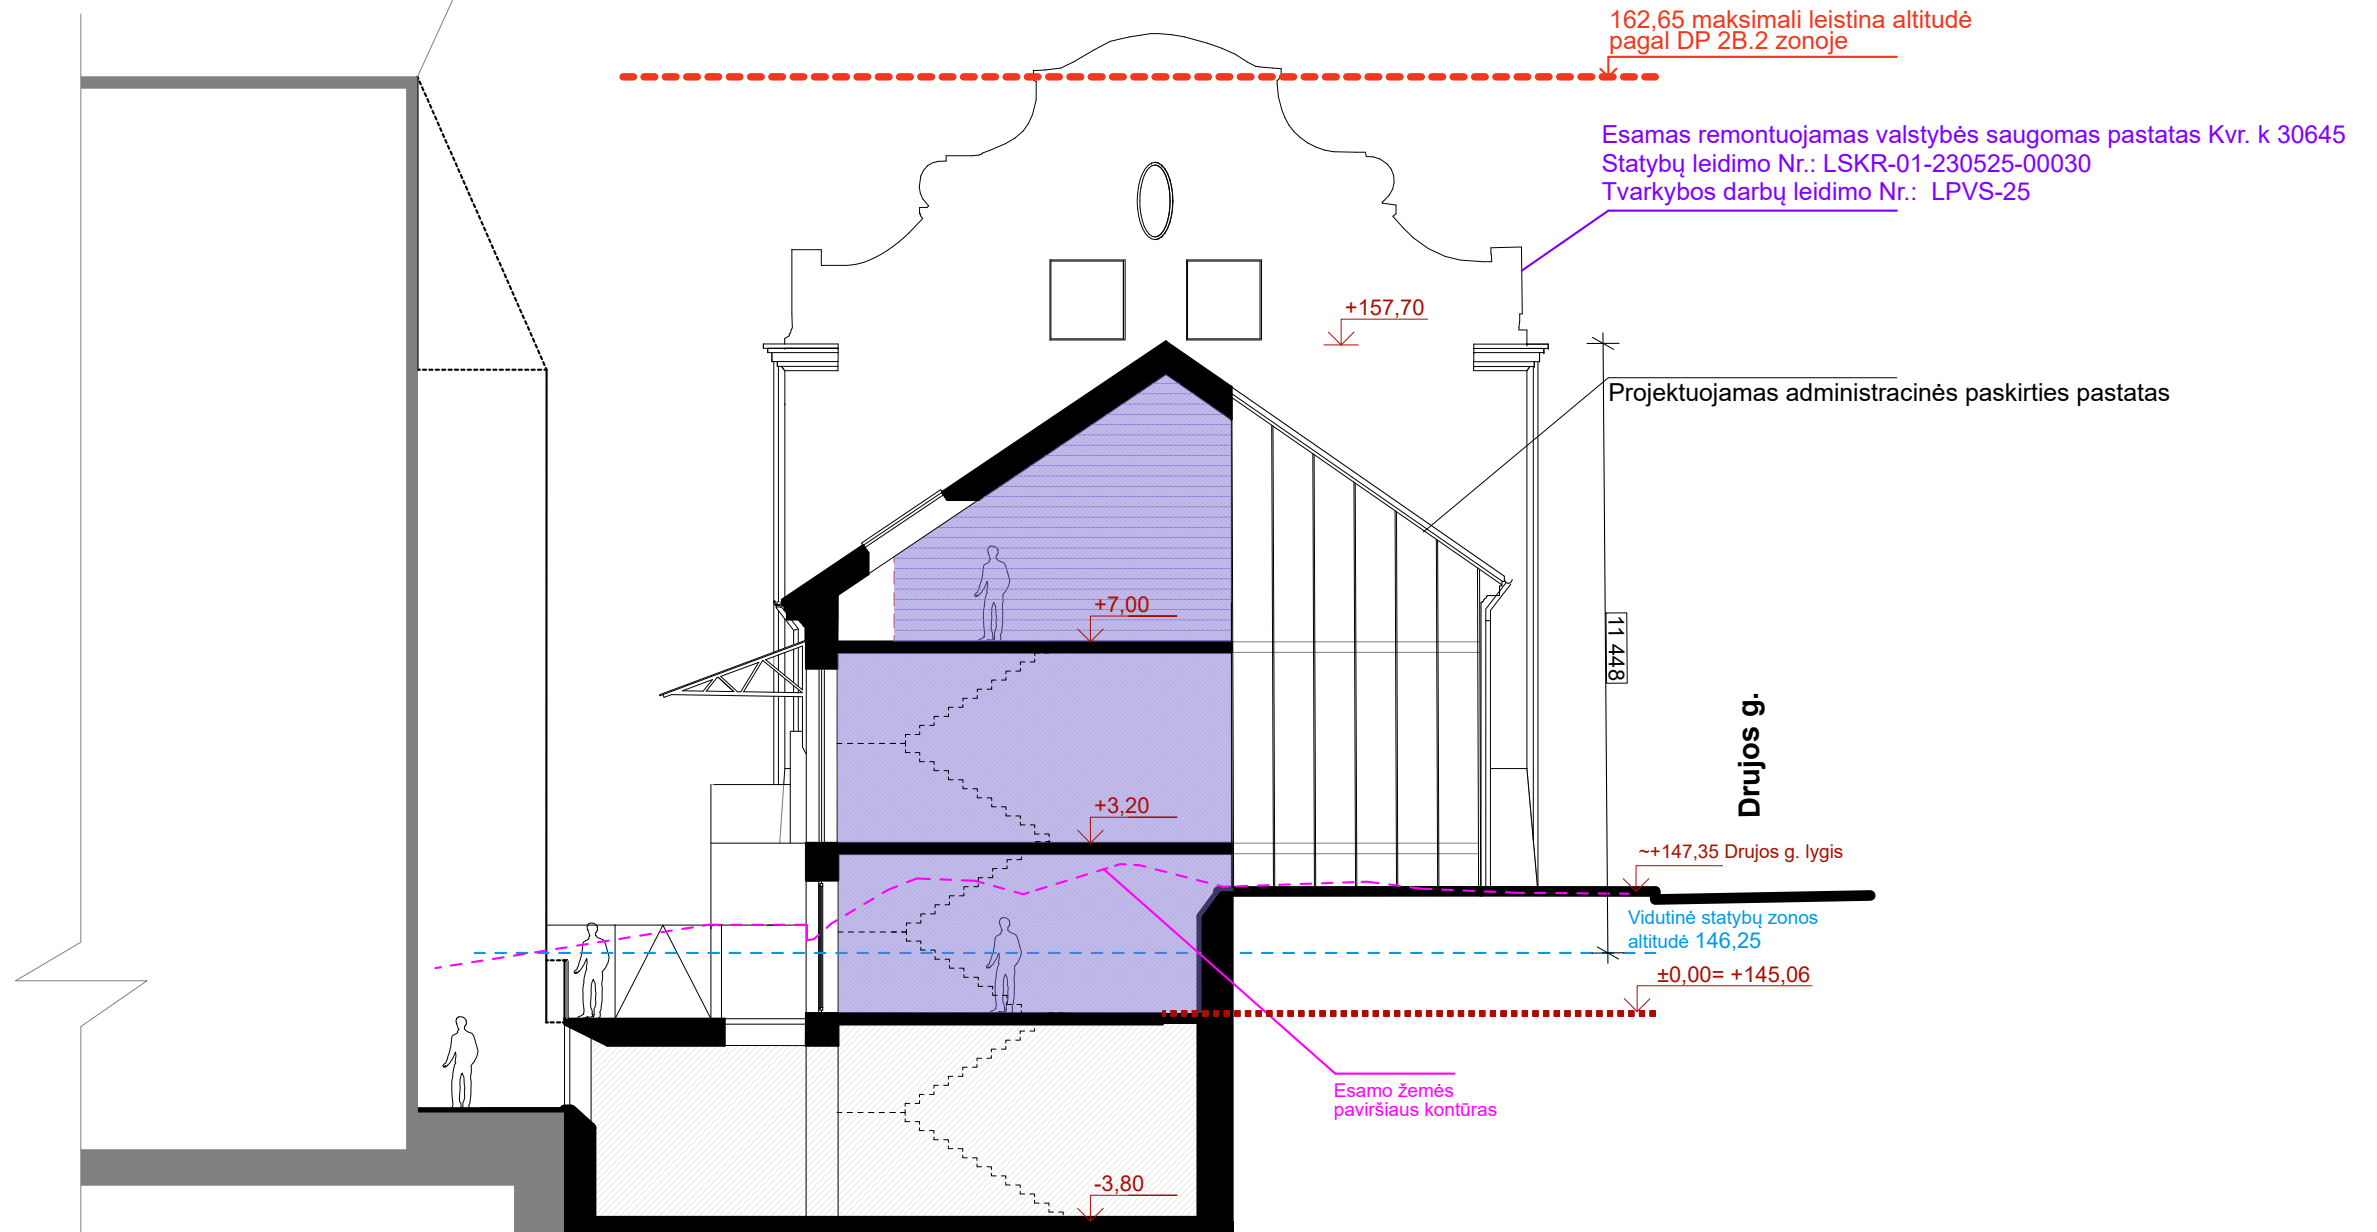 162,65 maksimali leistina altitudė
pagal DP 2B.2 zonoje
Esamas remontuojamas valstybės saugomas pastatas Kvr. k 30645
Statybų leidimo Nr.: LSKR-01-230525-00030
Tvarkybos darbų leidimo Nr.: LPVS-25
+157,70
Projektuojamas administracinės paskirties pastatas
+7,00
11 448
Drujos g.
+3,20
~+147,35 Drujos g. lygis
Vidutinė statybų zonos
altitudė 146,25
±0,00= +145,06
Esamo žemės
paviršiaus kontūras
-3,80